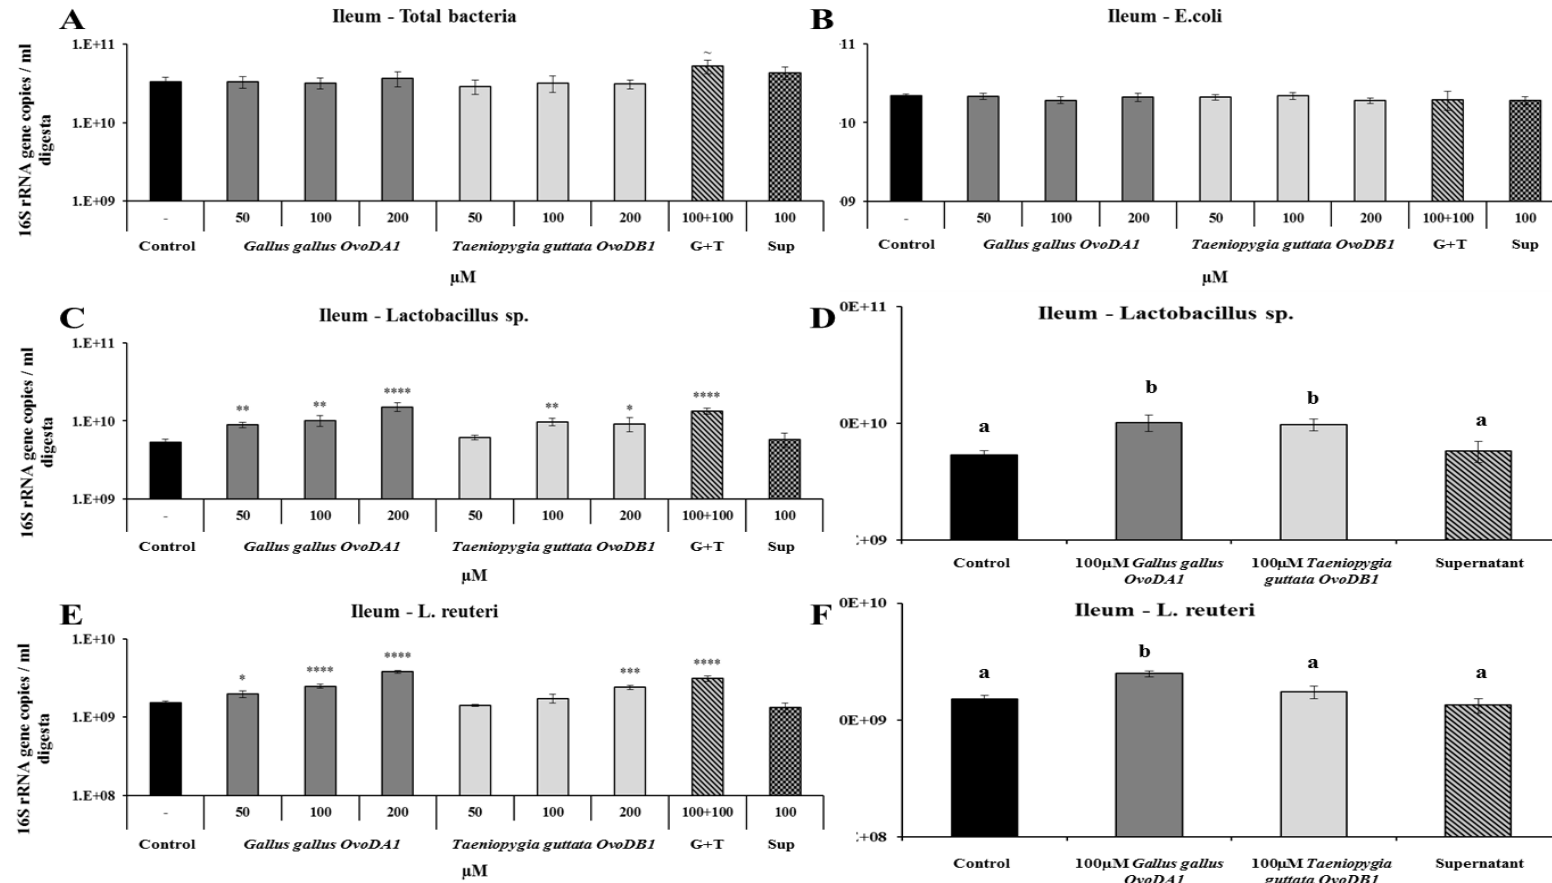 A
Ileum - Total bacteria
16S rRNA gene copies / ml
digesta
1.E+11
1.E+10
1.E+09
~
- 50 100 200 50 100 200 100+100 100
Control Gallus gallus OvoDA1 Taeniopygia guttata OvoDB1 G+T Sup
µM
B
Ileum - E.coli
11
10
09
- 50 100 200 50 100 200 100+100 100
Control Gallus gallus OvoDA1 Taeniopygia guttata OvoDB1 G+T Sup
µM
C
Ileum - Lactobacillus sp.
16S rRNA gene copies / ml
digesta
1.E+11
1.E+10
1.E+09
** ** **** ** * ****
- 50 100 200 50 100 200 100+100 100
Control Gallus gallus OvoDA1 Taeniopygia guttata OvoDB1 G+T Sup
µM
D
Ileum - Lactobacillus sp.
0E+11
0E+10
:+09
a b b a
Control 100µM Gallus gallus 100µM Taeniopygia Supernatant
OvoDA1 guttata OvoDB1
E
Ileum - L. reuteri
16S rRNA gene copies / ml
digesta
1.E+10
1.E+09
1.E+08
* **** **** *** ****
- 50 100 200 50 100 200 100+100 100
Control Gallus gallus OvoDA1 Taeniopygia guttata OvoDB1 G+T Sup
µM
F
Ileum - L. reuteri
0E+10
0E+09
:+08
a b a a
Control 100µM Gallus gallus 100µM Taeniopygia Supernatant
OvoDA1 guttata OvoDB1